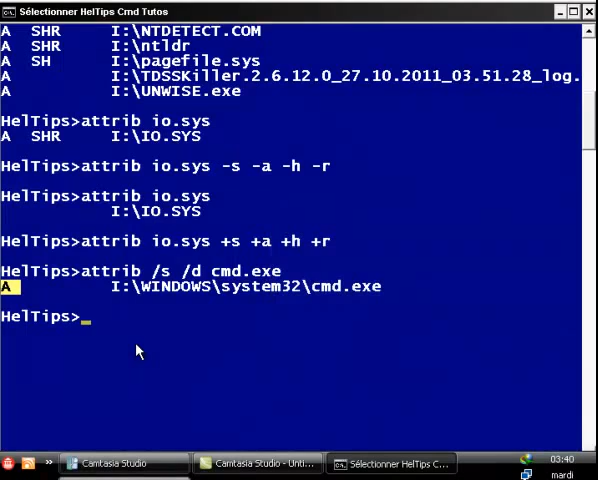 Sélectionner HelTips Cmd Tutos
A SHR I:\NTDETECT.COM
A SHR I:\ntldr
A SH I:\pagefile.sys
A I:\TDSSKiller.2.6.12.0_27.10.2011_03.51.28_log.
A I:\UNWISE.exe
HelTips>attrib io.sys
A SHR I:\IO.SYS
HelTips>attrib io.sys -s -a -h -r
HelTips>attrib io.sys
I:\IO.SYS
HelTips>attrib io.sys +s +a +h +r
HelTips>attrib /s /d cmd.exe
A I:\WINDOWS\system32\cmd.exe
HelTips>_
» Camtasia Studio Camtasia Studio - Unti... Sélectionner HelTips C... 03:40
mardi